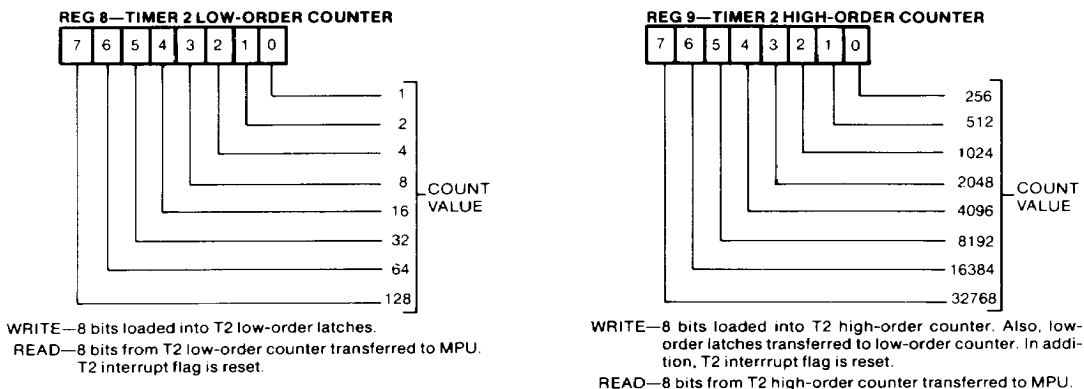 REG 8—TIMER 2 LOW-ORDER COUNTER
7 6 5 4 3 2 1 0
1
2
4
8
16
32
64
128
COUNT
VALUE
WRITE—8 bits loaded into T2 low-order latches.
READ—8 bits from T2 low-order counter transferred to MPU.
T2 interrupt flag is reset.
REG 9—TIMER 2 HIGH-ORDER COUNTER
7 6 5 4 3 2 1 0
256
512
1024
2048
4096
8192
16384
32768
COUNT
VALUE
WRITE—8 bits loaded into T2 high-order counter. Also, low-
order latches transferred to low-order counter. In addi-
tion, T2 interrrupt flag is reset.
READ—8 bits from T2 high-order counter transferred to MPU.